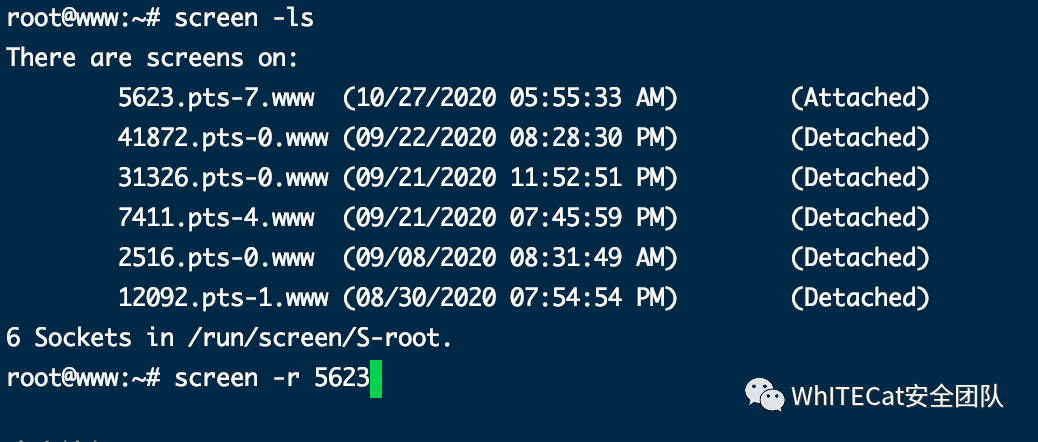 root@www:~# screen -ls
There are screens on:
5623.pts-7.www (10/27/2020 05:55:33 AM) (Attached)
41872.pts-0.www (09/22/2020 08:28:30 PM) (Detached)
31326.pts-0.www (09/21/2020 11:52:51 PM) (Detached)
7411.pts-4.www (09/21/2020 07:45:59 PM) (Detached)
2516.pts-0.www (09/08/2020 08:31:49 AM) (Detached)
12092.pts-1.www (08/30/2020 07:54:54 PM) (Detached)
6 Sockets in /run/screen/S-root.
root@www:~# screen -r 5623
WhITECat安全团队